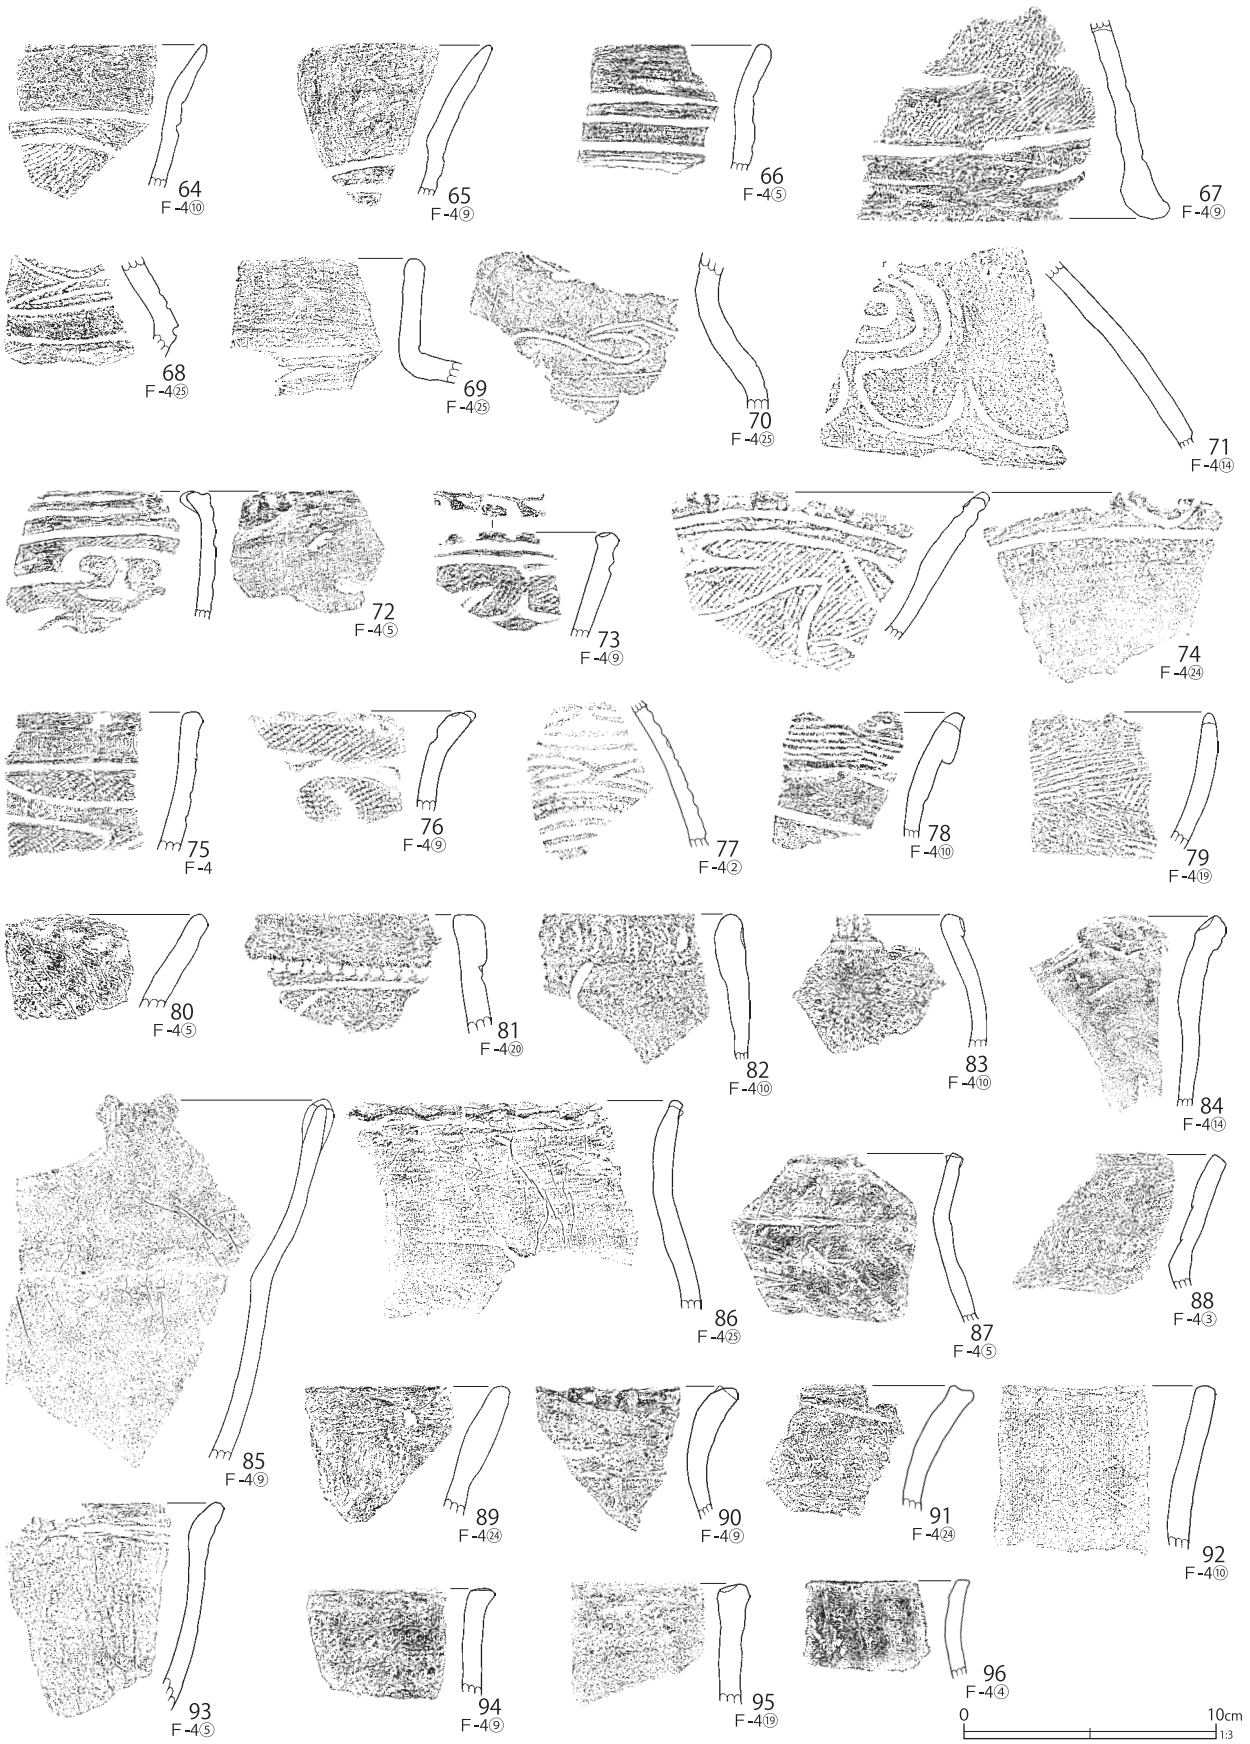 64
F-4⑩
65
F-4⑨
66
F-4⑤
67
F-4⑨
68
F-4㉕
69
F-4㉕
70
F-4㉕
71
F-4⑭
72
F-4⑤
73
F-4⑨
74
F-4㉔
75
F-4
76
F-4⑨
77
F-4②
78
F-4⑩
79
F-4⑲
80
F-4⑤
81
F-4⑳
82
F-4⑩
83
F-4⑩
84
F-4⑭
85
F-4⑨
86
F-4㉕
87
F-4⑤
88
F-4③
89
F-4㉔
90
F-4⑨
91
F-4㉔
92
F-4⑩
93
F-4⑤
94
F-4⑨
95
F-4⑲
96
F-4④
0 10cm
1:3